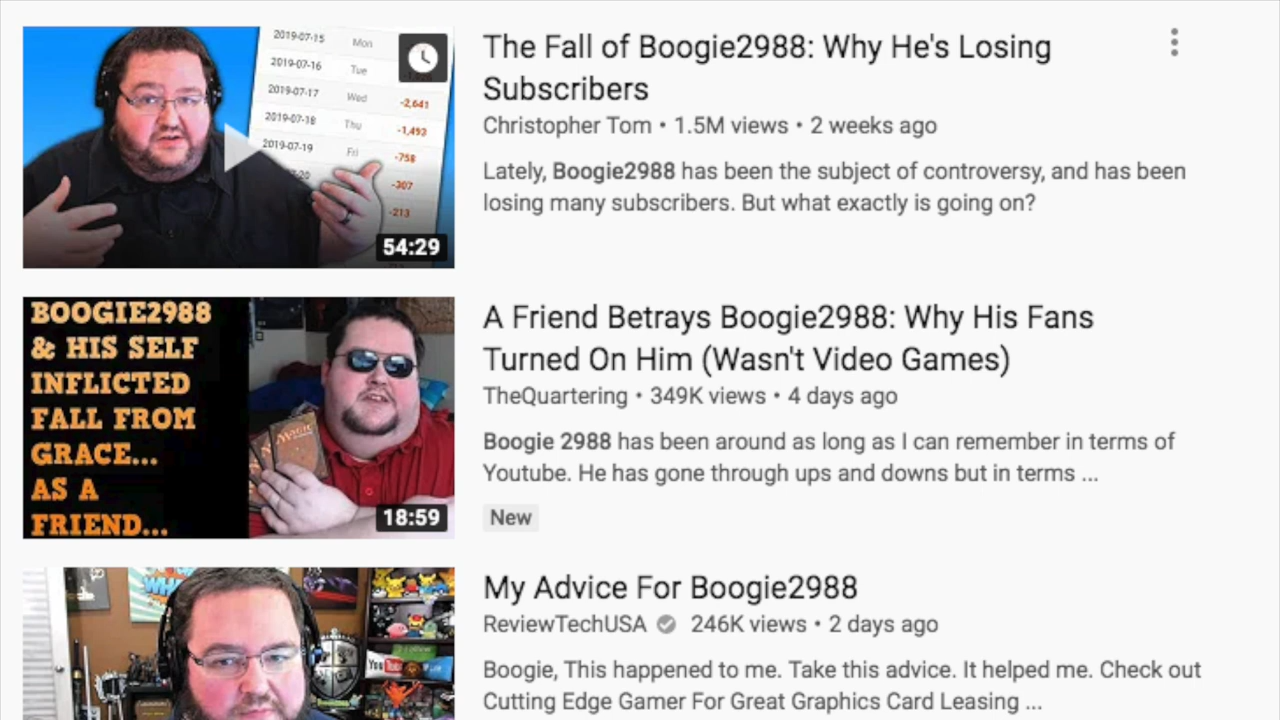 2019-07-15 Mon
2019-07-16 Tue
2019-07-17 Wed -2,641
2019-07-18 Thu -1,493
2019-07-19 Fri -758
-20 -307
-213
54:29
The Fall of Boogie2988: Why He's Losing
Subscribers
Christopher Tom • 1.5M views • 2 weeks ago
Lately, Boogie2988 has been the subject of controversy, and has been
losing many subscribers. But what exactly is going on?
BOOGIE2988
& HIS SELF
INFLICTED
FALL FROM
GRACE...
AS A
FRIEND...
MAGIC
18:59
A Friend Betrays Boogie2988: Why His Fans
Turned On Him (Wasn't Video Games)
TheQuartering • 349K views • 4 days ago
Boogie 2988 has been around as long as I can remember in terms of
Youtube. He has gone through ups and downs but in terms ...
New
You
My Advice For Boogie2988
ReviewTechUSA 246K views • 2 days ago
Boogie, This happened to me. Take this advice. It helped me. Check out
Cutting Edge Gamer For Great Graphics Card Leasing ...